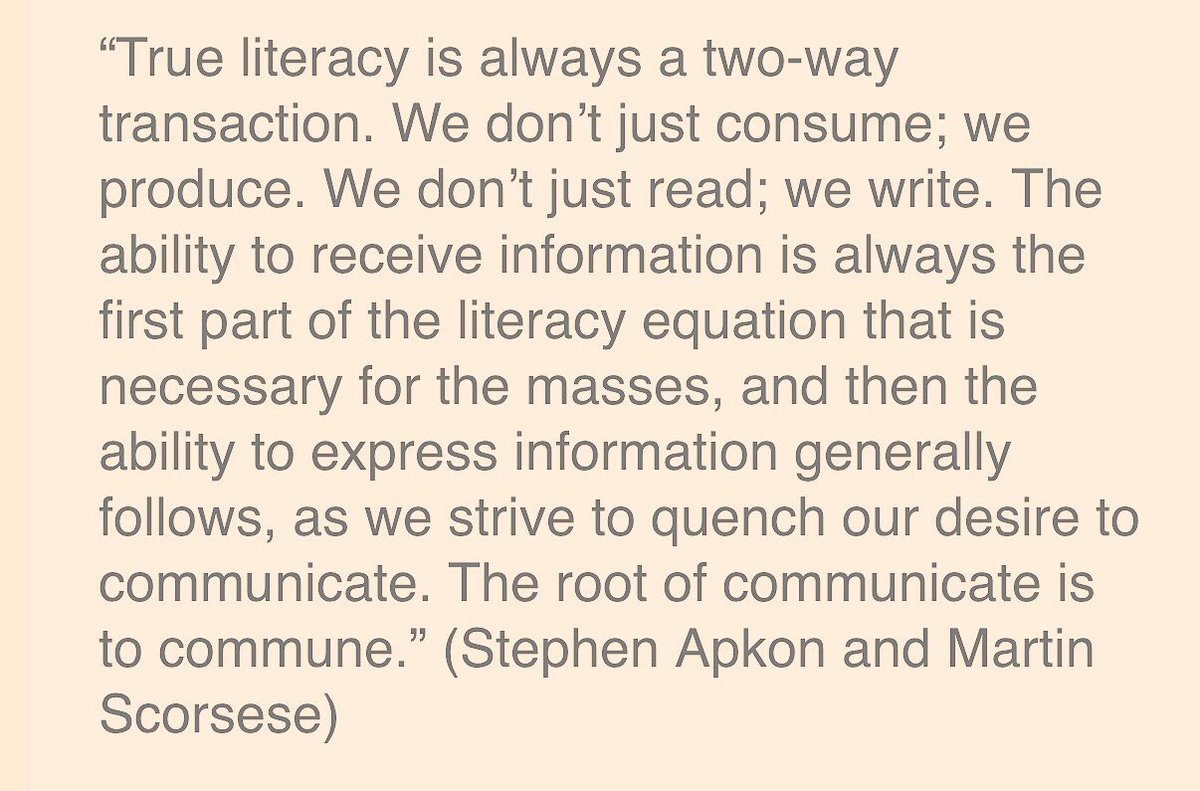 “True literacy is always a two-way
transaction. We don’t just consume; we
produce. We don’t just read; we write. The
ability to receive information is always the
first part of the literacy equation that is
necessary for the masses, and then the
ability to express information generally
follows, as we strive to quench our desire to
communicate. The root of communicate is
to commune.” (Stephen Apkon and Martin
Scorsese)